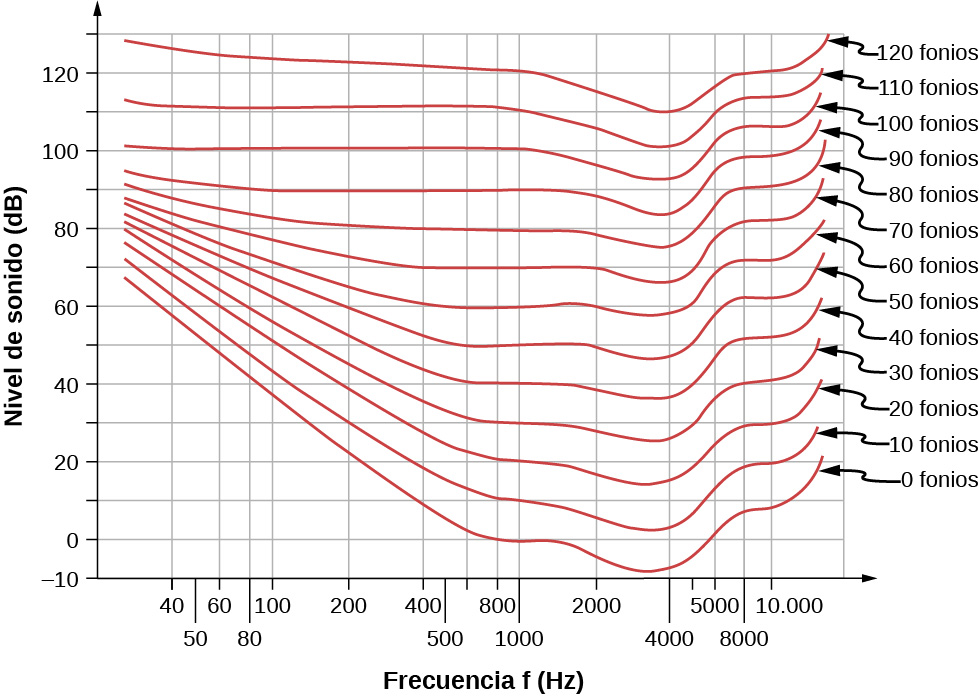 Nivel de sonido (dB)
120
100
80
60
40
20
0
–10
120 fonios
110 fonios
100 fonios
90 fonios
80 fonios
70 fonios
60 fonios
50 fonios
40 fonios
30 fonios
20 fonios
10 fonios
0 fonios
40 60 100 200 400 800 2000 5000 10.000
50 80 500 1000 4000 8000
Frecuencia f (Hz)